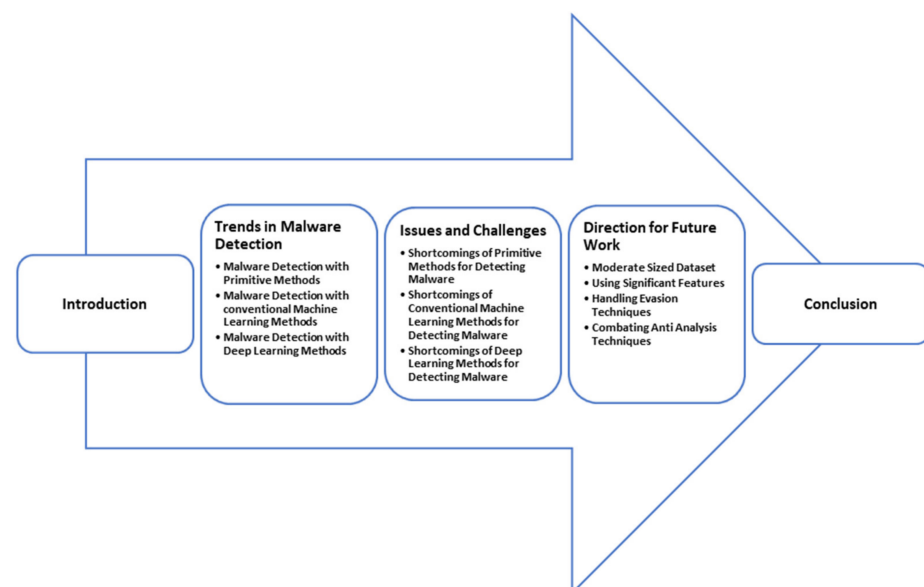 Introduction
Trends in Malware
Detection
• Malware Detection with
Primitive Methods
• Malware Detection with
conventional Machine
Learning Methods
• Malware Detection with
Deep Learning Methods
Issues and Challenges
• Shortcomings of Primitive
Methods for Detecting
Malware
• Shortcomings of
Conventional Machine
Learning Methods for
Detecting Malware
• Shortcomings of Deep
Learning Methods for
Detecting Malware
Direction for Future
Work
• Moderate Sized Dataset
• Using Significant Features
• Handling Evasion
Techniques
• Combating Anti Analysis
Techniques
Conclusion